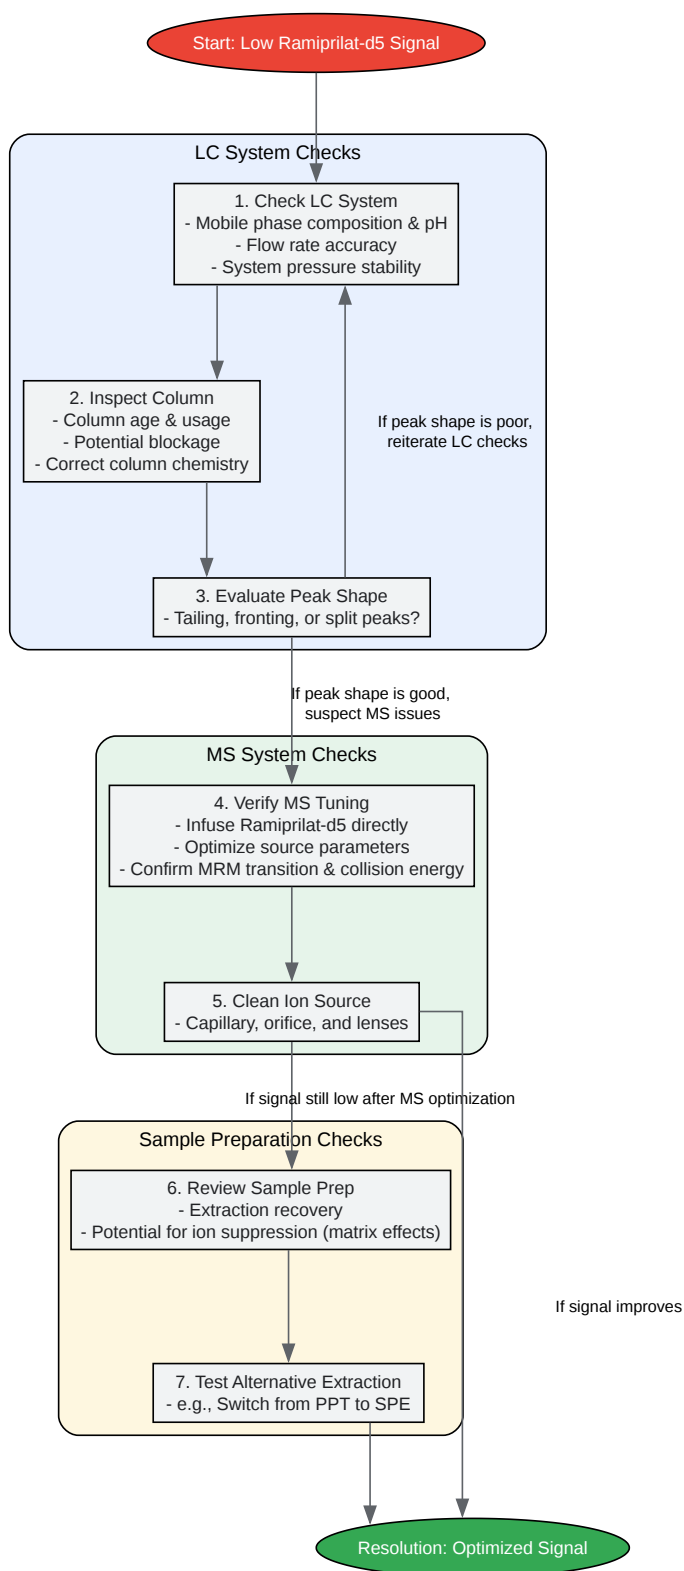 Start: Low Ramiprilat-d5 Signal
LC System Checks
1. Check LC System
- Mobile phase composition & pH
- Flow rate accuracy
- System pressure stability
2. Inspect Column
- Column age & usage
- Potential blockage
- Correct column chemistry
If peak shape is poor,
reiterate LC checks
3. Evaluate Peak Shape
- Tailing, fronting, or split peaks?
If peak shape is good,
suspect MS issues
MS System Checks
4. Verify MS Tuning
- Infuse Ramiprilat-d5 directly
- Optimize source parameters
- Confirm MRM transition & collision energy
5. Clean Ion Source
- Capillary, orifice, and lenses
If signal still low after MS optimization
Sample Preparation Checks
6. Review Sample Prep
- Extraction recovery
- Potential for ion suppression (matrix effects)
If signal improves
7. Test Alternative Extraction
- e.g., Switch from PPT to SPE
Resolution: Optimized Signal